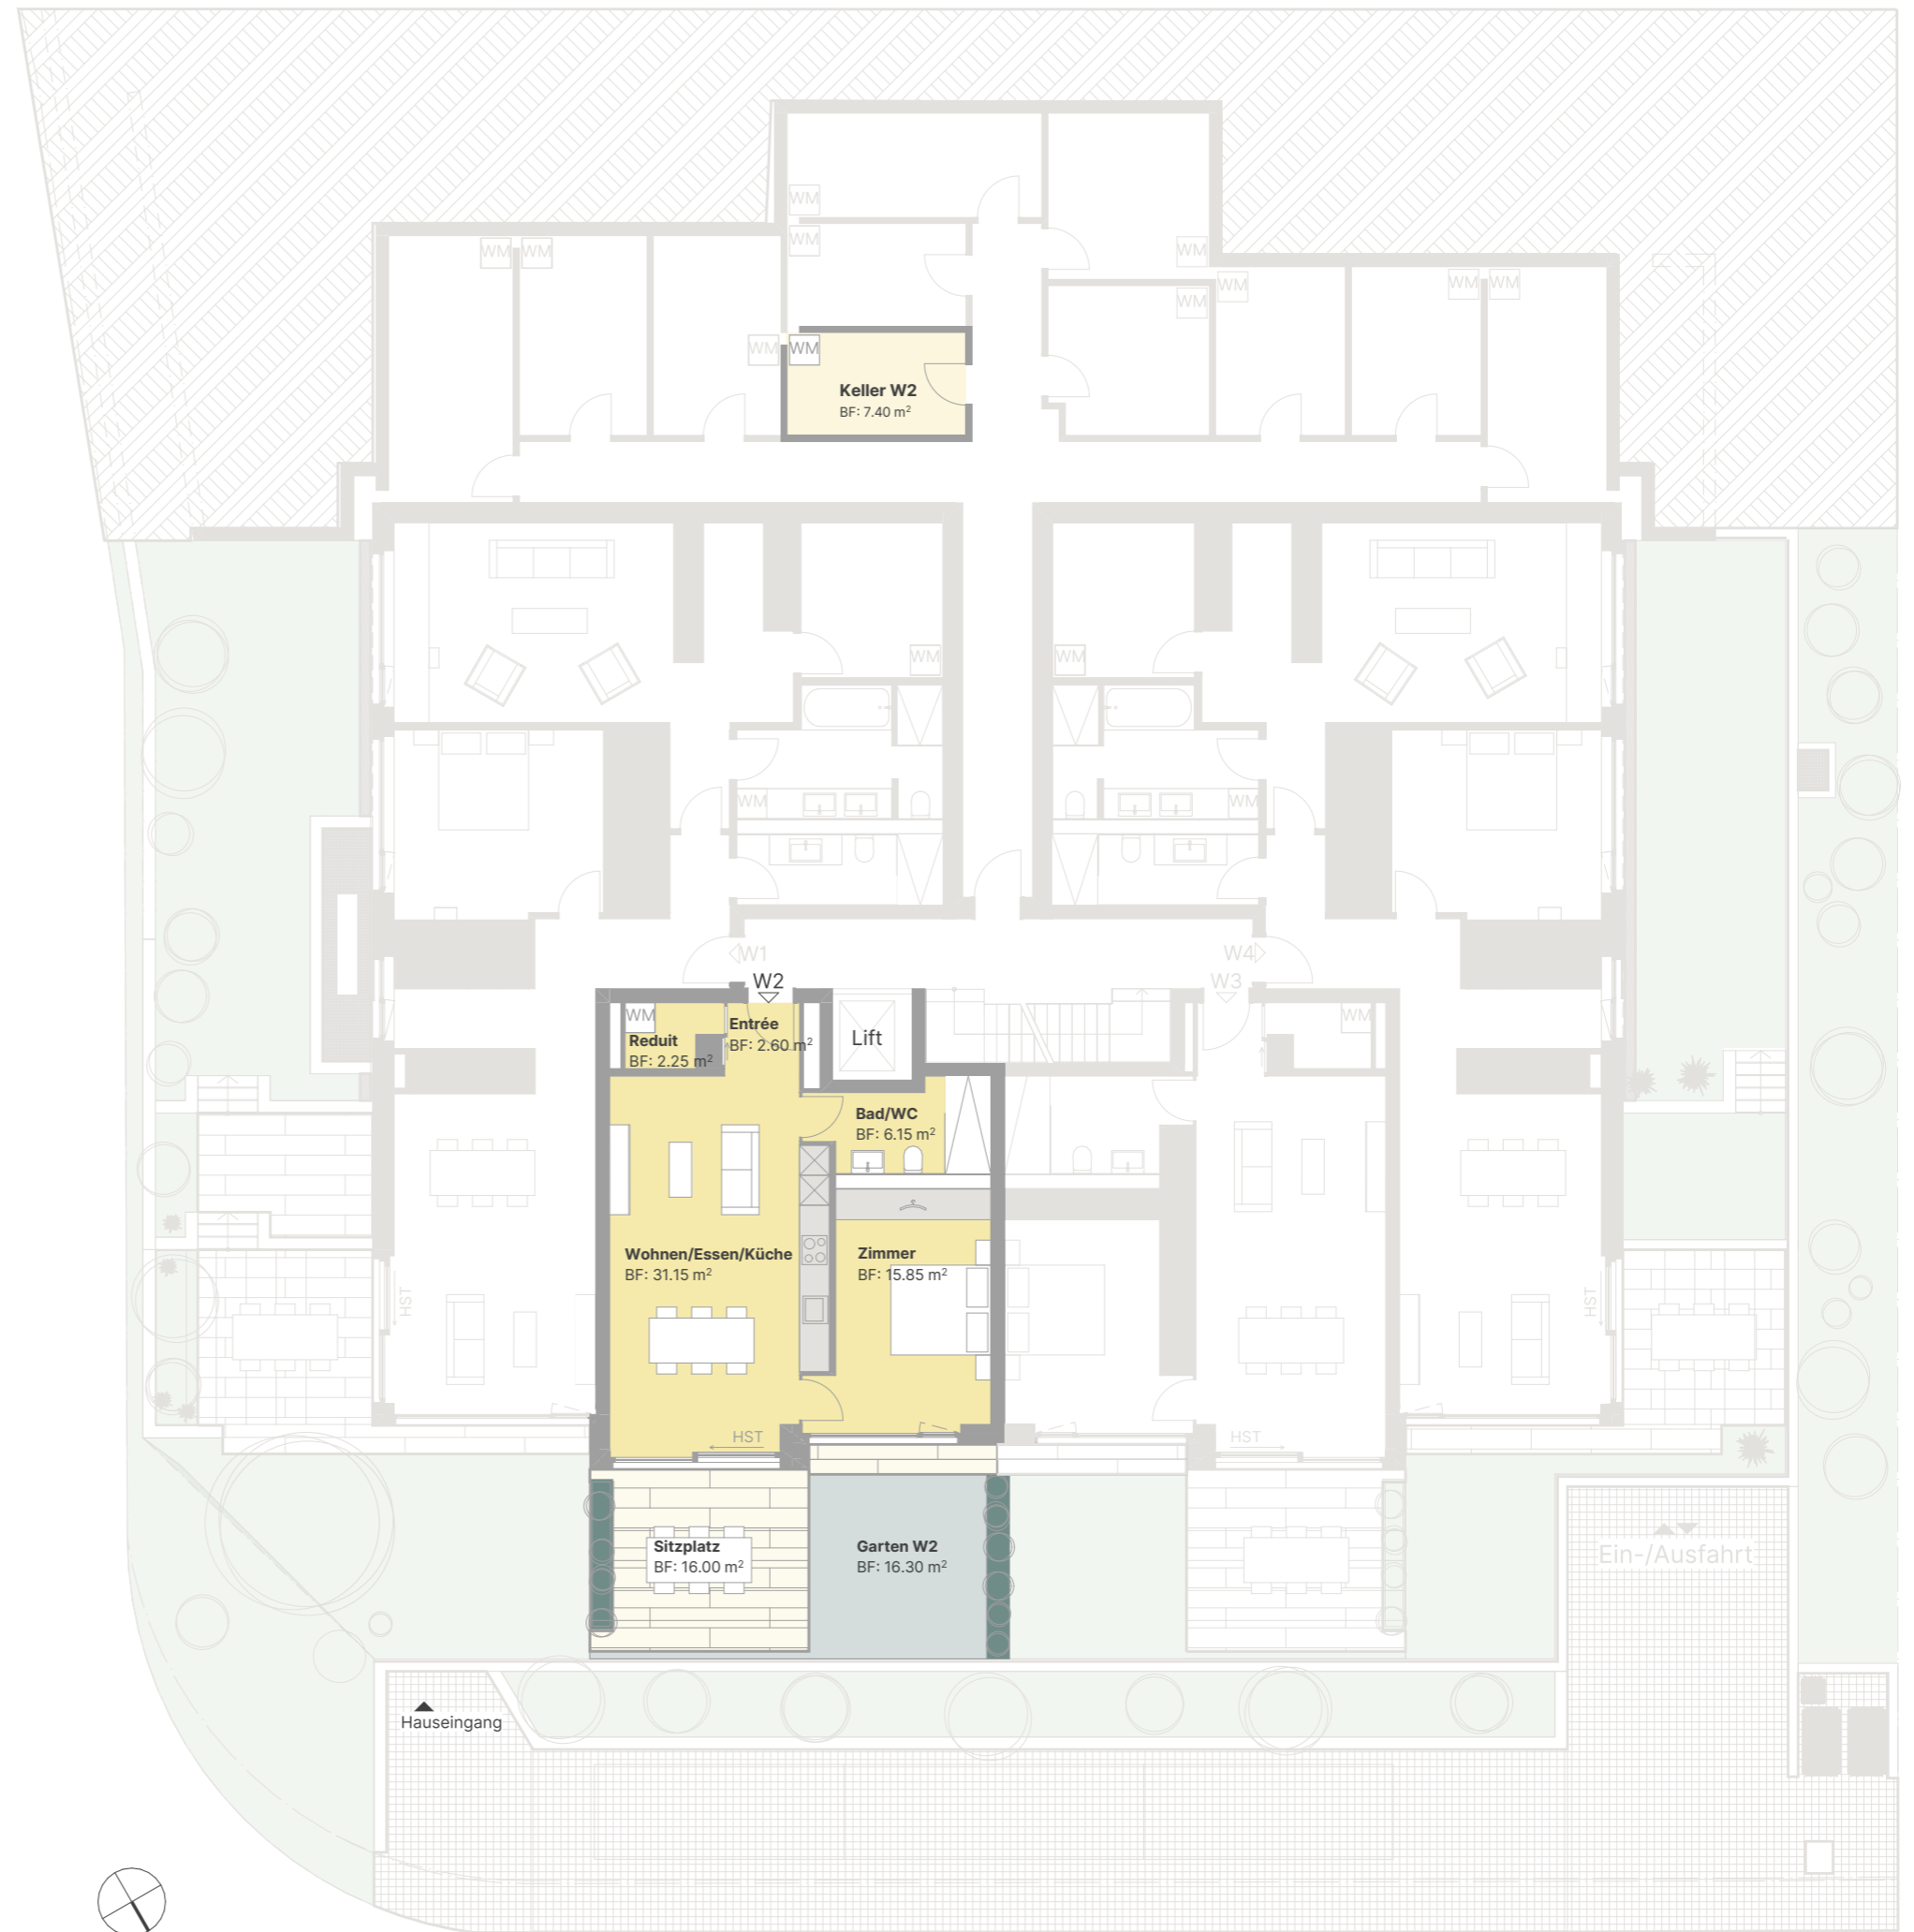 WM
WM
WM
WM
WM
WM
WM
WM
WM
WM
WM
WM
Keller W2
BF: 7.40 m²
WM
WM
WM
WM
W1
W4
W2
W3
WM
Reduit
BF: 2.25 m²
Entrée
BF: 2.60 m²
Lift
WM
Bad/WC
BF: 6.15 m²
Wohnen/Essen/Küche
BF: 31.15 m²
Zimmer
BF: 15.85 m²
HST
HST
HST
HST
Sitzplatz
BF: 16.00 m²
Garten W2
BF: 16.30 m²
Ein-/Ausfahrt
Hauseingang